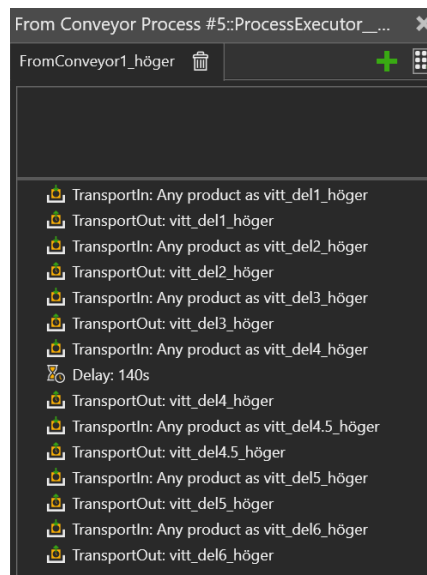 From Conveyor Process #5::ProcessExecutor__...
FromConveyor1_höger
TransportIn: Any product as vitt_del1_höger
TransportOut: vitt_del1_höger
TransportIn: Any product as vitt_del2_höger
TransportOut: vitt_del2_höger
TransportIn: Any product as vitt_del3_höger
TransportOut: vitt_del3_höger
TransportIn: Any product as vitt_del4_höger
Delay: 140s
TransportOut: vitt_del4_höger
TransportIn: Any product as vitt_del4.5_höger
TransportOut: vitt_del4.5_höger
TransportIn: Any product as vitt_del5_höger
TransportOut: vitt_del5_höger
TransportIn: Any product as vitt_del6_höger
TransportOut: vitt_del6_höger